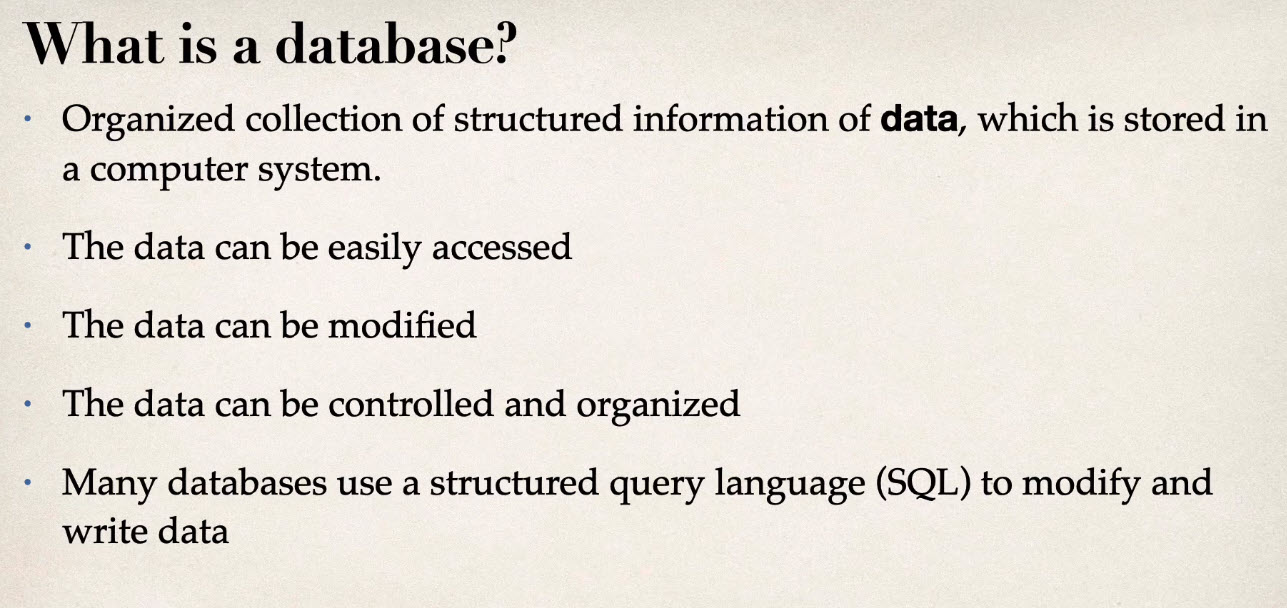 What is a database?
• Organized collection of structured information of data, which is stored in
a computer system.
• The data can be easily accessed
• The data can be modified
• The data can be controlled and organized
• Many databases use a structured query language (SQL) to modify and
write data